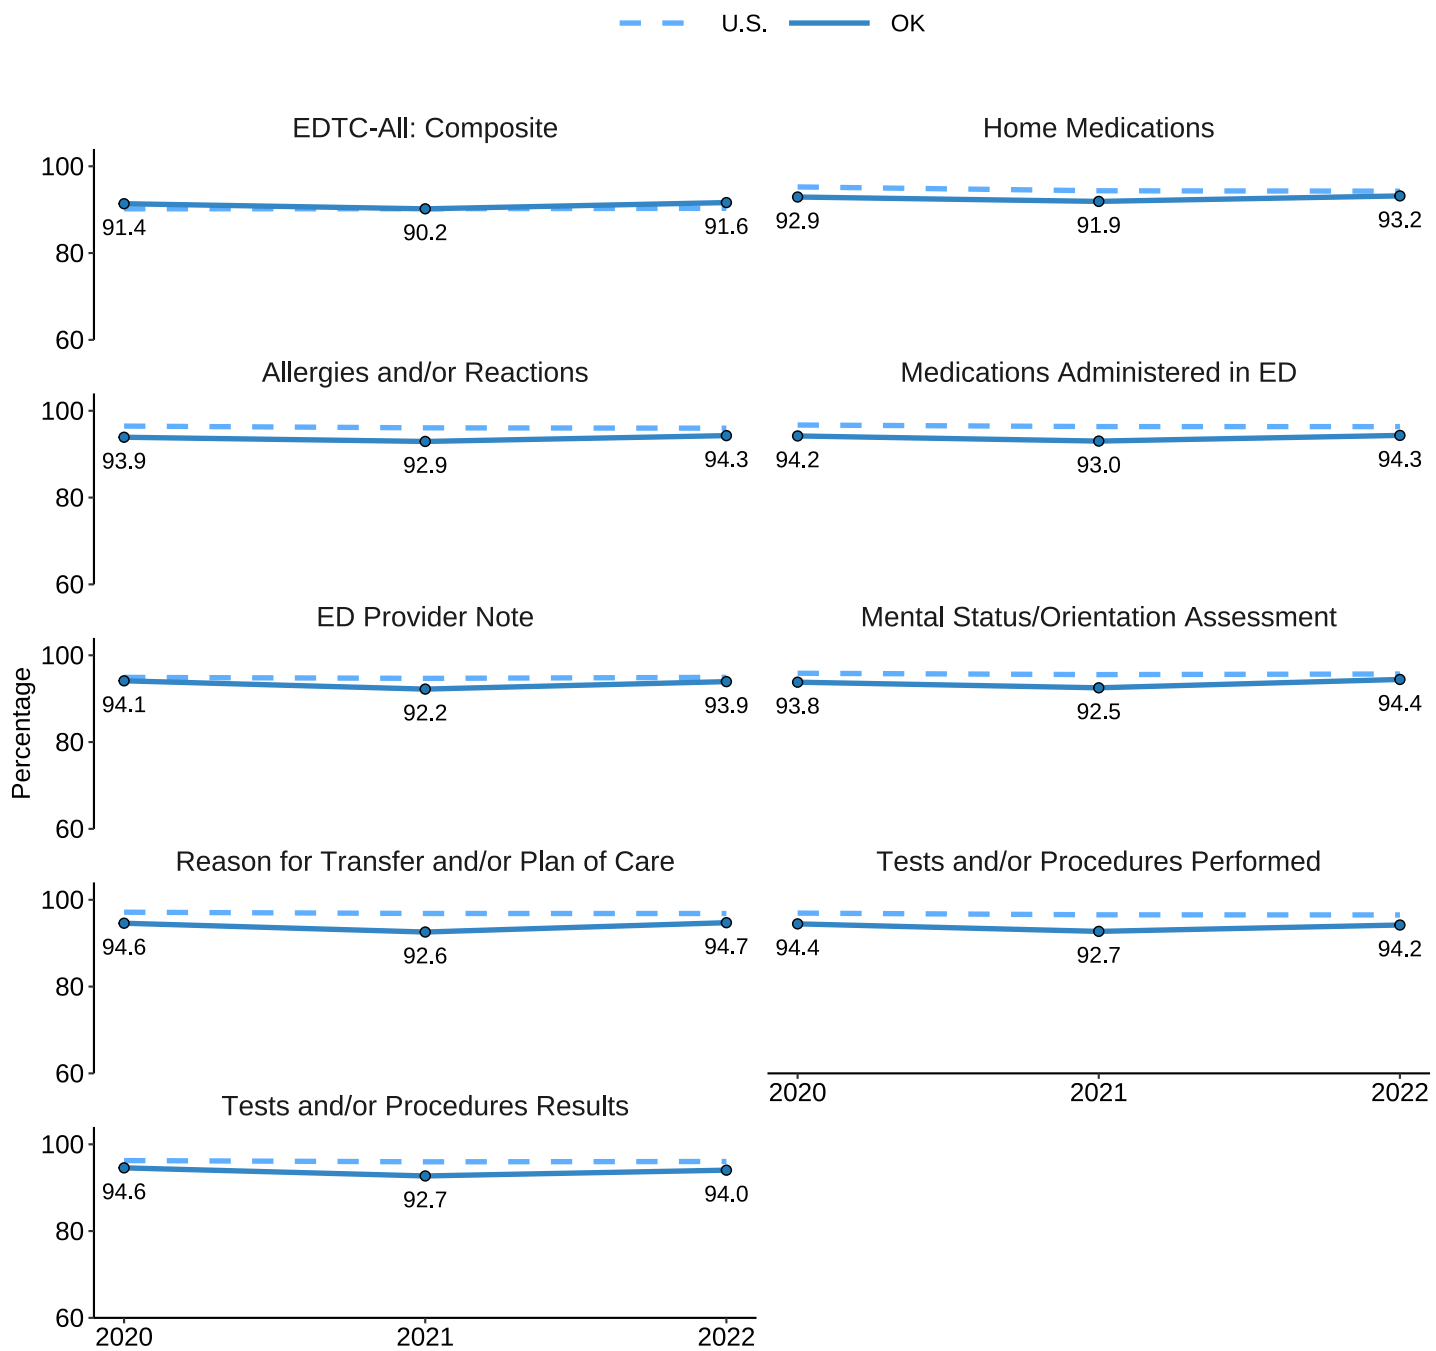 U.S. OK
EDTC-All: Composite
100
80
60
91.4 90.2 91.6
Home Medications
92.9 91.9 93.2
Allergies and/or Reactions
100
80
60
93.9 92.9 94.3
Medications Administered in ED
94.2 93.0 94.3
ED Provider Note
100
80
60
94.1 92.2 93.9
Mental Status/Orientation Assessment
93.8 92.5 94.4
Percentage
Reason for Transfer and/or Plan of Care
100
80
60
94.6 92.6 94.7
Tests and/or Procedures Performed
94.4 92.7 94.2
2020 2021 2022
Tests and/or Procedures Results
100
80
60
94.6 92.7 94.0
2020 2021 2022